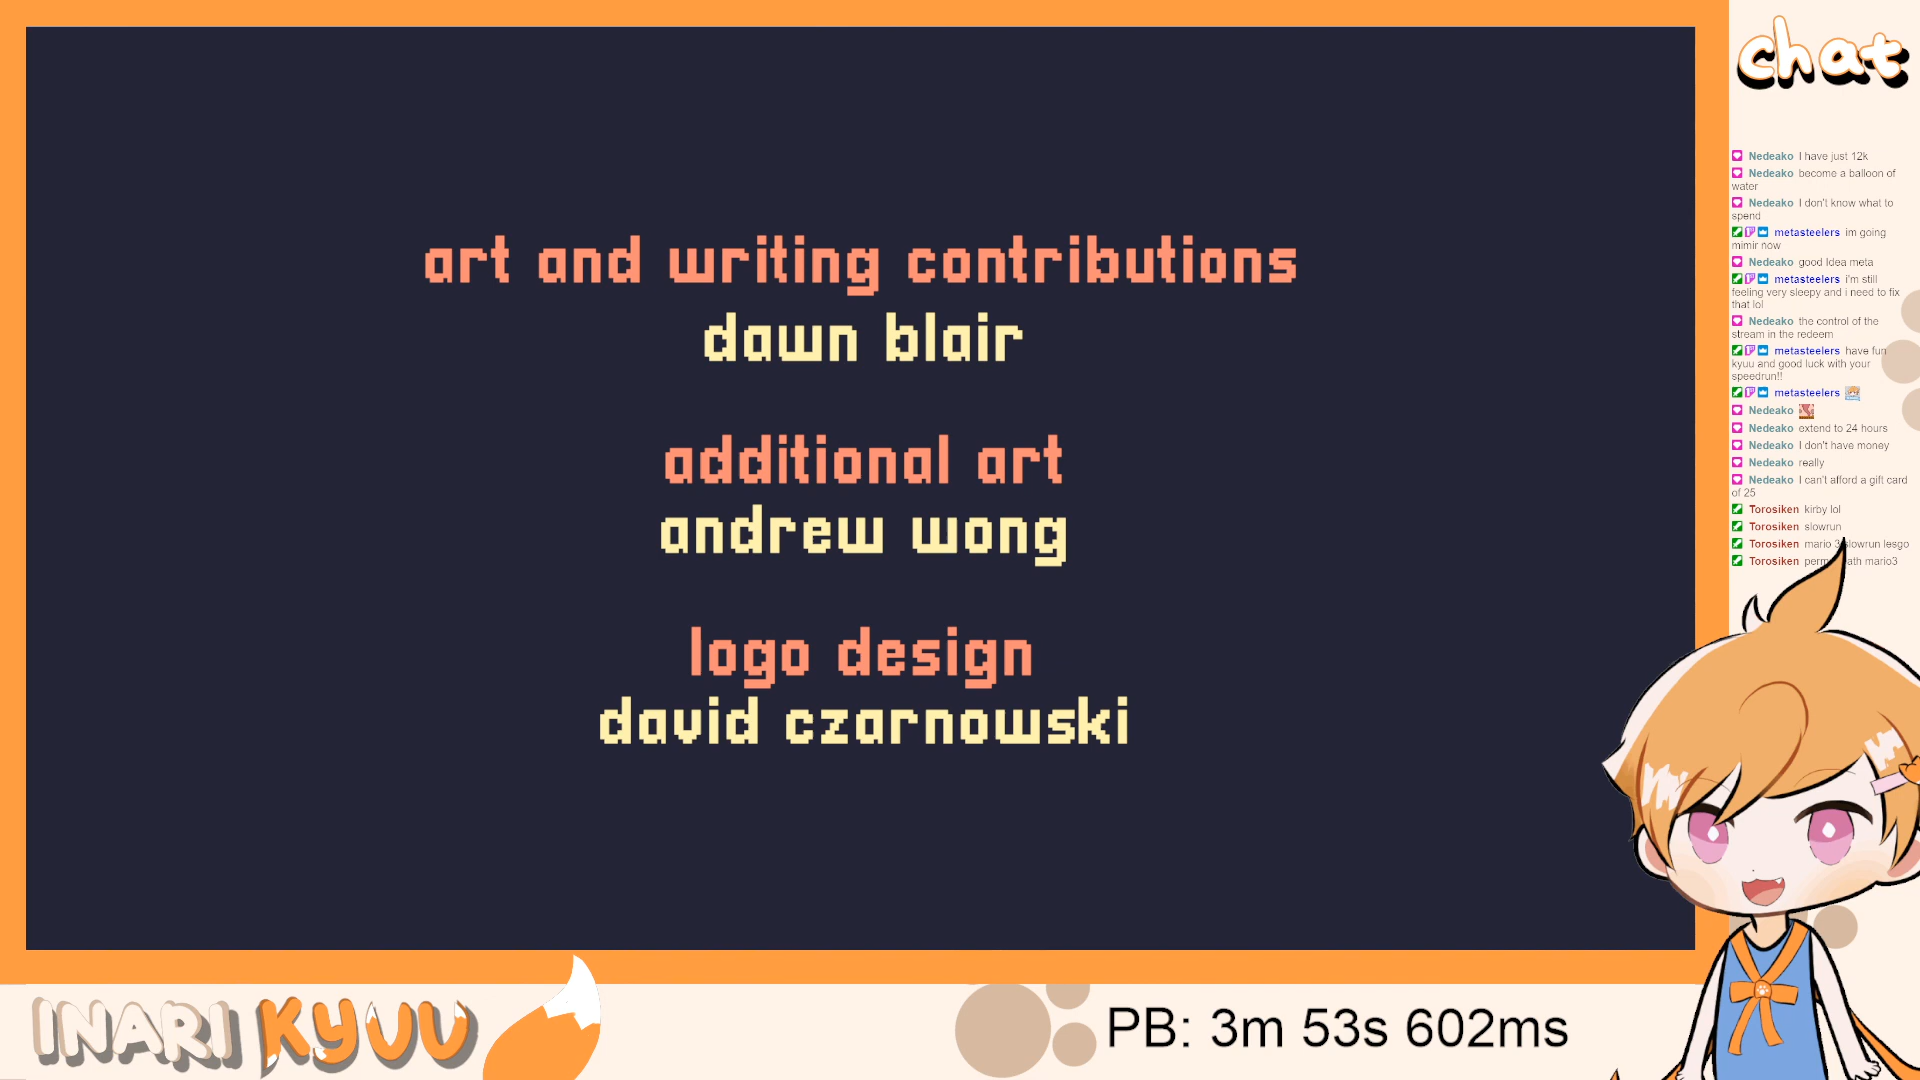 art and writing contributions
dawn blair
additional art
andrew wong
logo design
david czarnowski
chat
Nedeako I have just 12k
Nedeako become a balloon of
water
Nedeako I don't know what to
spend
metasteelers im going
mimir now
Nedeako good Idea meta
metasteelers i'm still
feeling very sleepy and i need to fix
that lol
Nedeako the control of the
stream in the redeem
metasteelers have fun
kyuu and good luck with your
speedrun!!
metasteelers
Nedeako
Nedeako extend to 24 hours
Nedeako I don't have money
Nedeako really
Nedeako I can't afford a gift card
of 25
Torosiken kirby lol
Torosiken slowrun
Torosiken mario 3 slowrun lesgo
Torosiken mario3
INARI KYUU
PB: 3m 53s 602ms